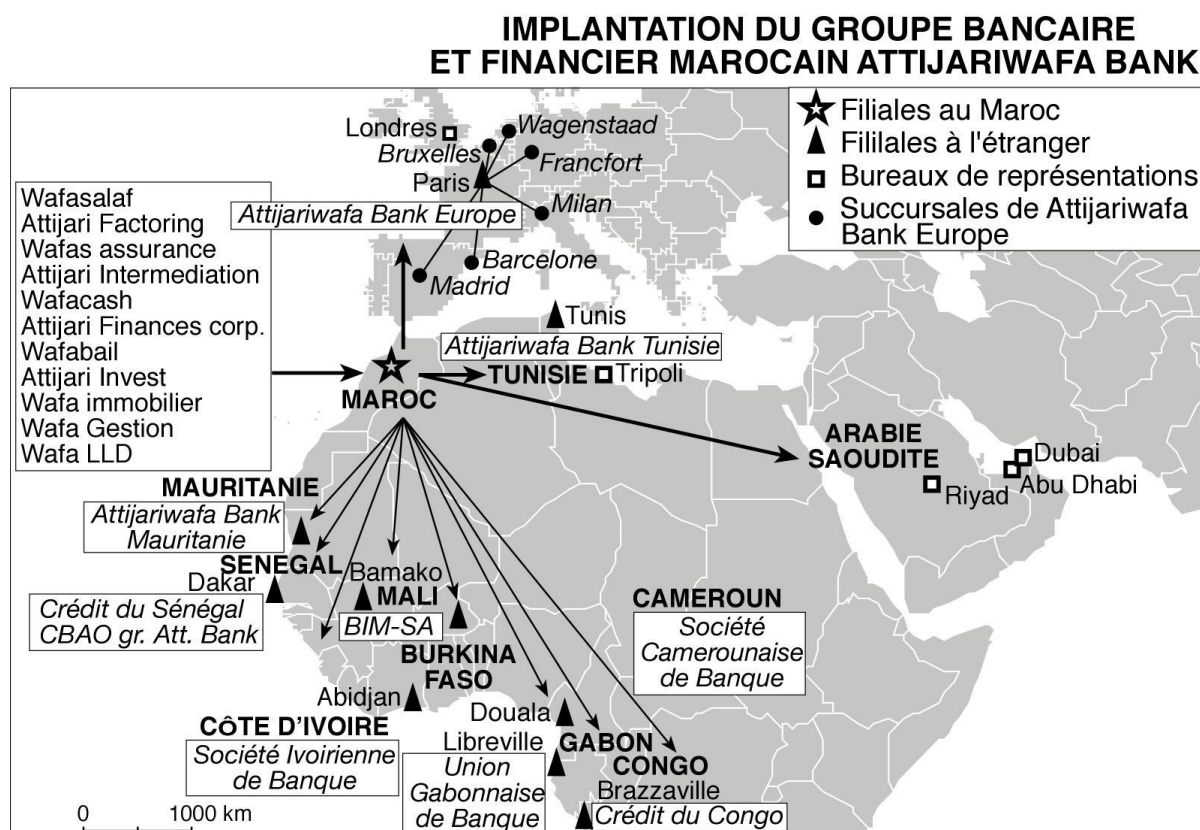 IMPLANTATION DU GROUPE BANCAIRE
ET FINANCIER MAROCAIN ATTIJARIWAFA BANK
Filiales au Maroc
Fililales à l'étranger
Bureaux de représentations
Succursales de Attijariwafa
Bank Europe
Londres
Wagenstaad
Bruxelles
Francfort
Paris
Milan
Attijariwafa Bank Europe
Barcelone
Madrid
Wafasalaf
Attijari Factoring
Wafas assurance
Attijari Intermediation
Wafacash
Attijari Finances corp.
Wafabail
Attijari Invest
Wafa immobilier
Wafa Gestion
Wafa LLD
Tunis
Attijariwafa Bank Tunisie
TUNISIE
Tripoli
MAROC
ARABIE
SAOUDITE
Dubai
Abu Dhabi
Riyad
MAURITANIE
Attijariwafa Bank
Mauritanie
SENEGAL
Dakar
Crédit du Sénégal
CBAO gr. Att. Bank
Bamako
MALI
BIM-SA
BURKINA
FASO
CAMEROUN
Société
Camerounaise
de Banque
Abidjan
CÔTE D'IVOIRE
Société Ivoirienne
de Banque
Douala
Libreville
GABON
Union
Gabonnaise
de Banque
CONGO
Brazzaville
Crédit du Congo
0 1000 km